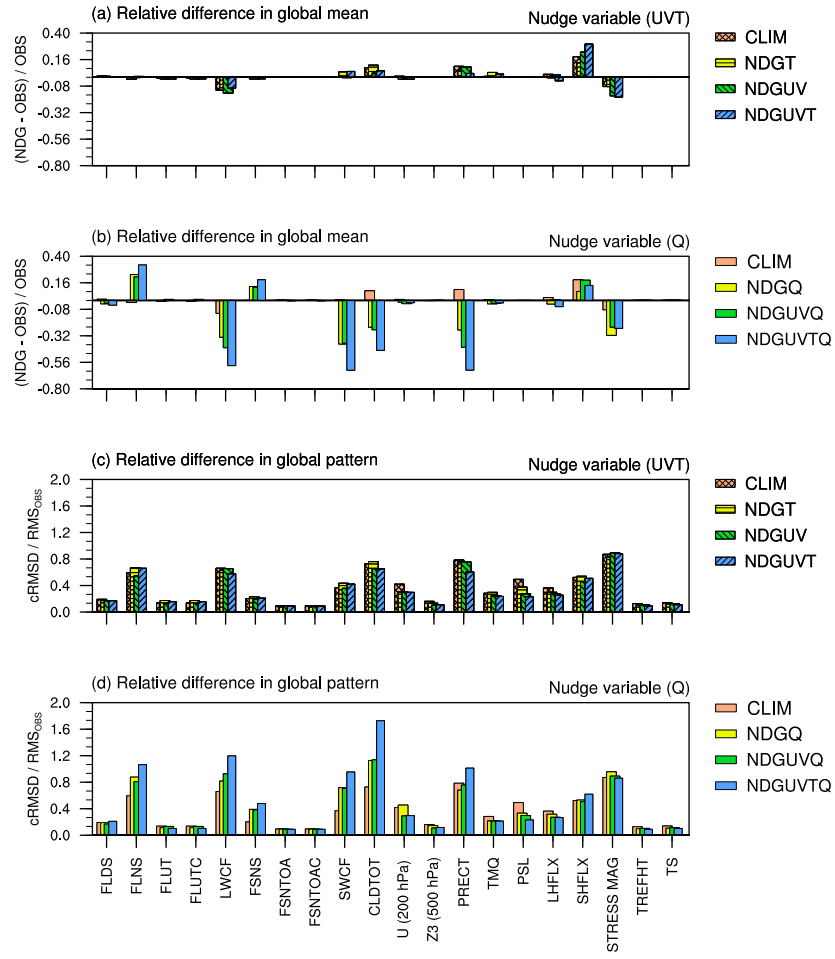 (a) Relative difference in global mean
Nudge variable (UVT)
(NDG - OBS) / OBS
0.40
0.16
-0.08
-0.32
-0.56
-0.80
CLIM
NDGT
NDGUV
NDGUVT
(b) Relative difference in global mean
Nudge variable (Q)
(NDG - OBS) / OBS
0.40
0.16
-0.08
-0.32
-0.56
-0.80
CLIM
NDGQ
NDGUVQ
NDGUVTQ
(c) Relative difference in global pattern
Nudge variable (UVT)
cRMSD / RMSOBS
2.0
1.6
1.2
0.8
0.4
0.0
CLIM
NDGT
NDGUV
NDGUVT
(d) Relative difference in global pattern
Nudge variable (Q)
cRMSD / RMSOBS
2.0
1.6
1.2
0.8
0.4
0.0
CLIM
NDGQ
NDGUVQ
NDGUVTQ
FLDS
FLNS
FLUT
FLUTC
LWCF
FSNS
FSNTOA
FSNTOAC
SWCF
CLDTOT
U (200 hPa)
Z3 (500 hPa)
PRECT
TMQ
PSL
LHFLX
SHFLX
STRESS MAG
TREFHT
TS